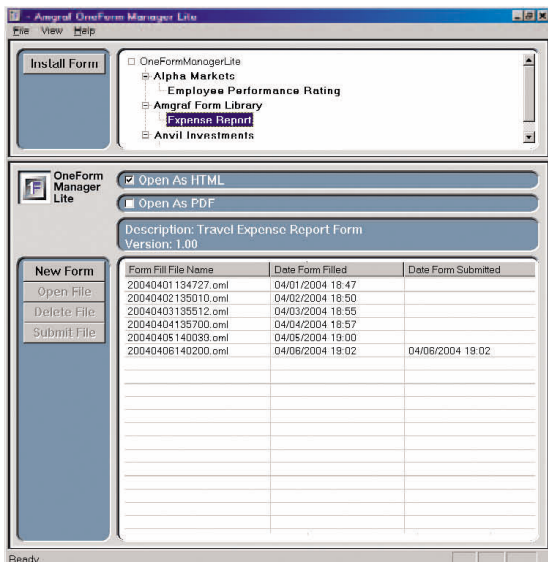 - Amgraf OneForm Manager Lite
File View Help
Install Form
OneFormManagerLite
Alpha Markets
Employee Performance Rating
Amgraf Form Library
Expense Report
Anvil Investments
OneForm
Manager
Lite
Open As HTML
Open As PDF
Description: Travel Expense Report Form
Version: 1.00
New Form
Open File
Delete File
Submit File
Form Fill File Name Date Form Filled Date Form Submitted
20040401134727.oml 04/01/2004 18:47
20040402135010.oml 04/02/2004 18:50
20040403135512.oml 04/03/2004 18:55
20040404135700.oml 04/04/2004 18:57
20040405140039.oml 04/05/2004 19:00
20040406140200.oml 04/06/2004 19:02 04/06/2004 19:02
Ready